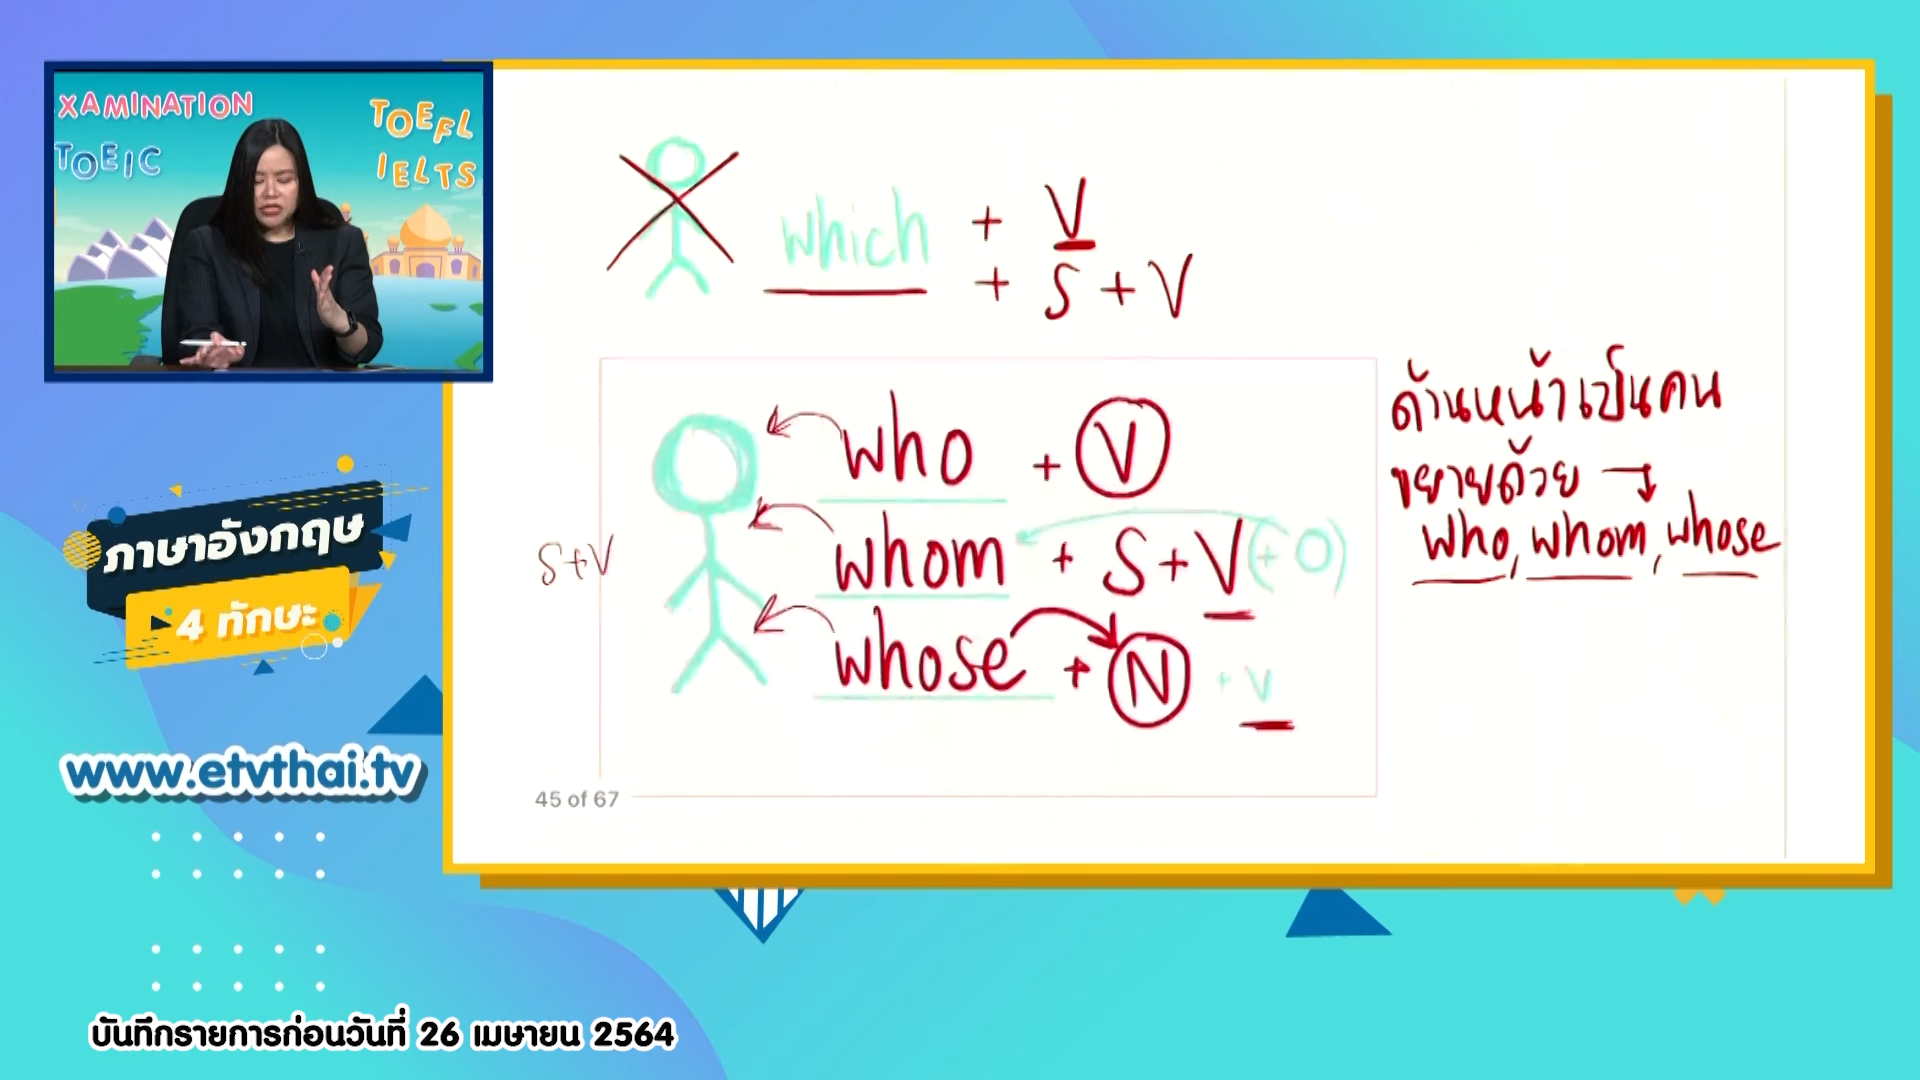 XAMINATION
TOEIC
TOEFL
IELTS
which + V
+ S + V
who + V
whom + S + V (+ O)
S+V
whose + N + V
45 of 67
ด้านหน้าเป็นคน
ขยายด้วย
who, whom, whose
ภาษาอังกฤษ
4 ทักษะ
www.etvthai.tv
บันทึกรายการก่อนวันที่ 26 เมษายน 2564